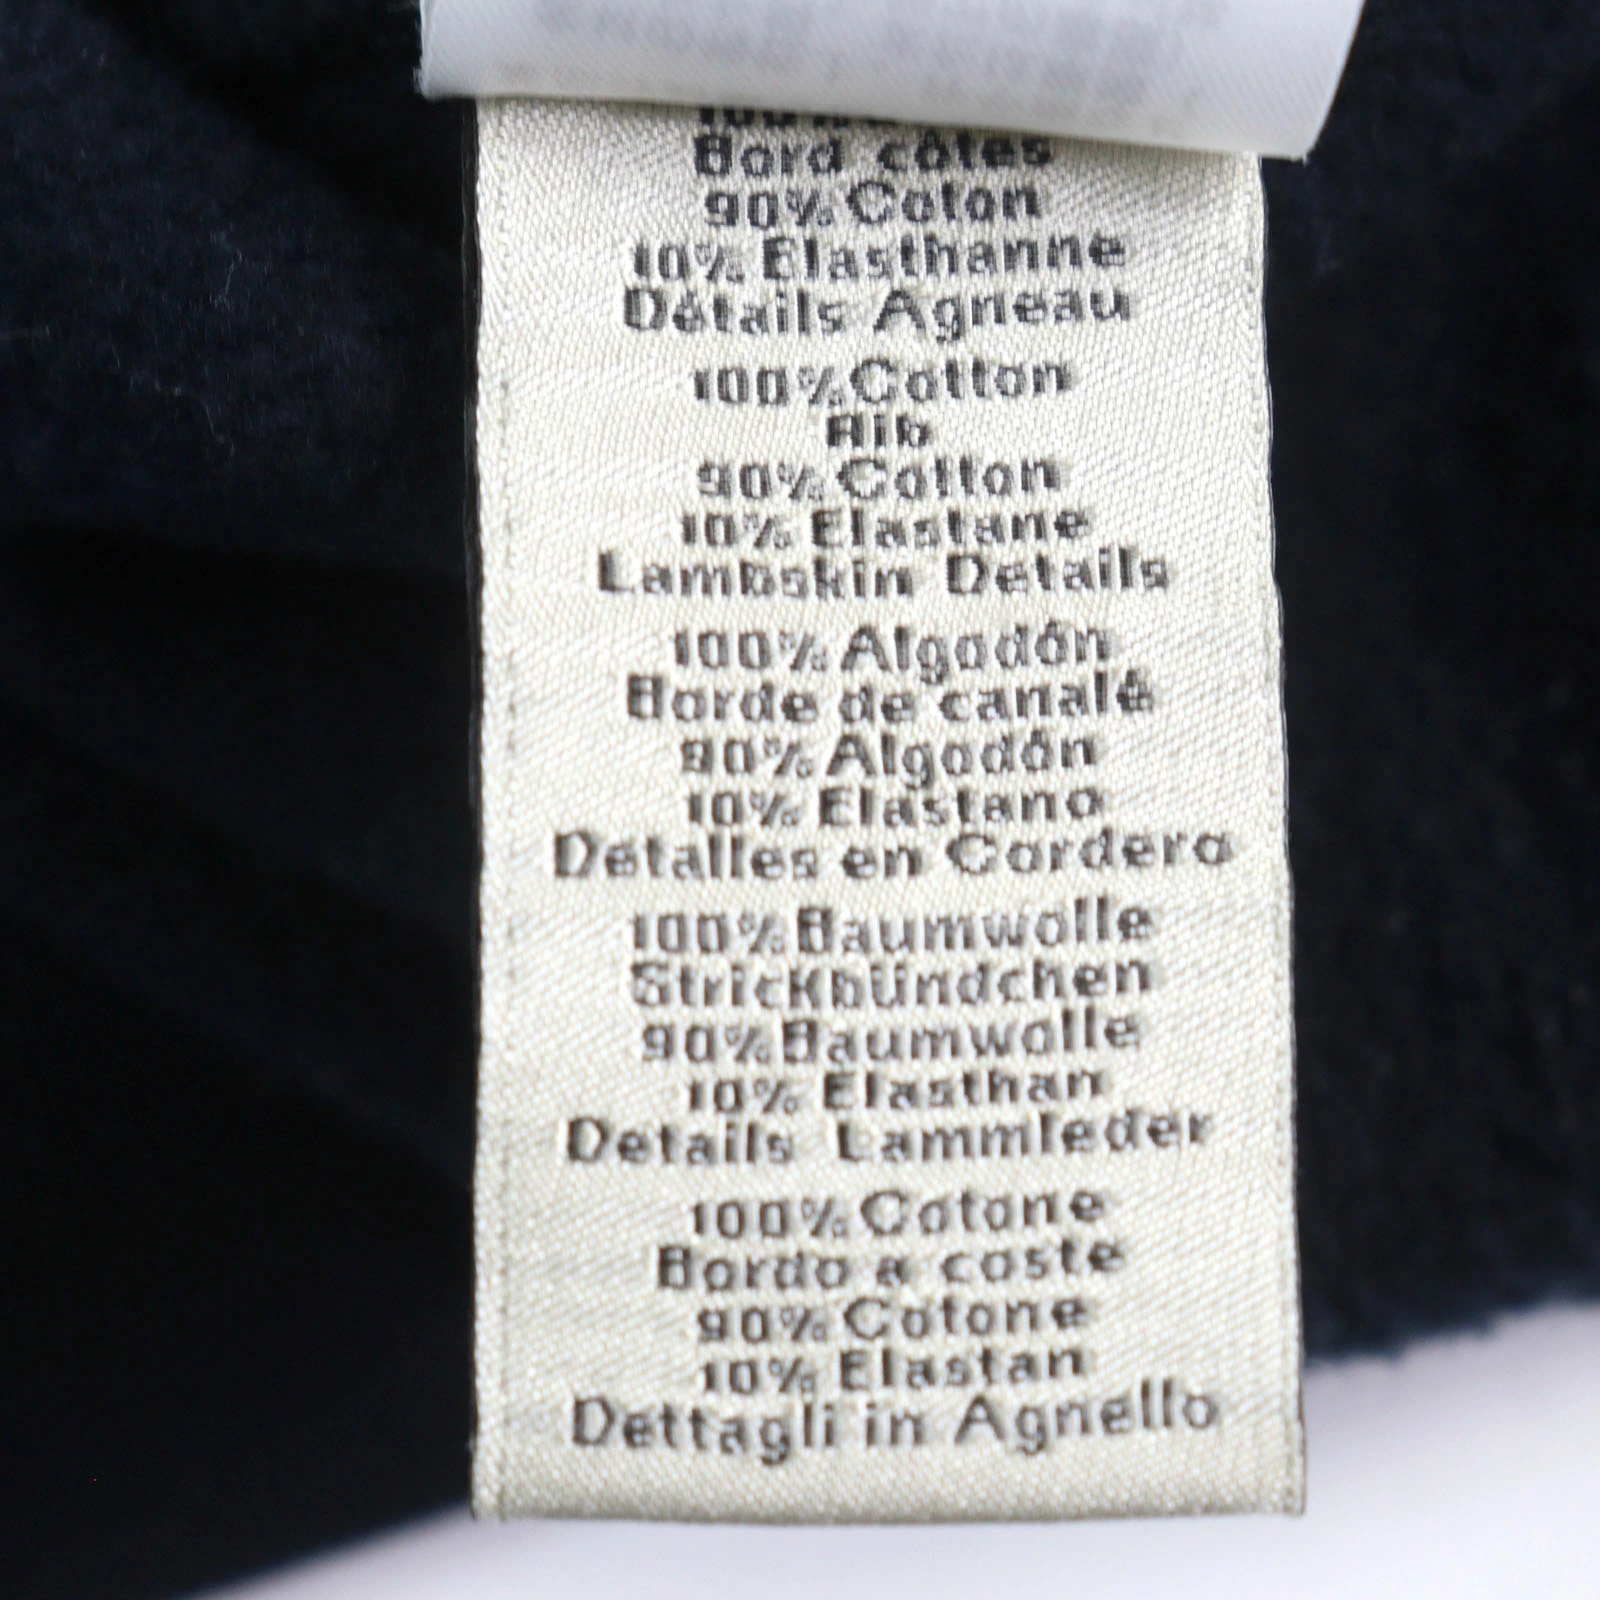 100%
Bord côtes
90% Coton
10% Élasthanne
Détails Agneau
100% Cotton
Rib
90% Cotton
10% Elastane
Lambskin Details
100% Algodón
Borde de canalé
90% Algodón
10% Elastano
Detalles en Cordero
100% Baumwolle
Strickbündchen
90% Baumwolle
10% Elasthan
Details Lammleder
100% Cotone
Bordo a coste
90% Cotone
10% Elastan
Dettagli in Agnello